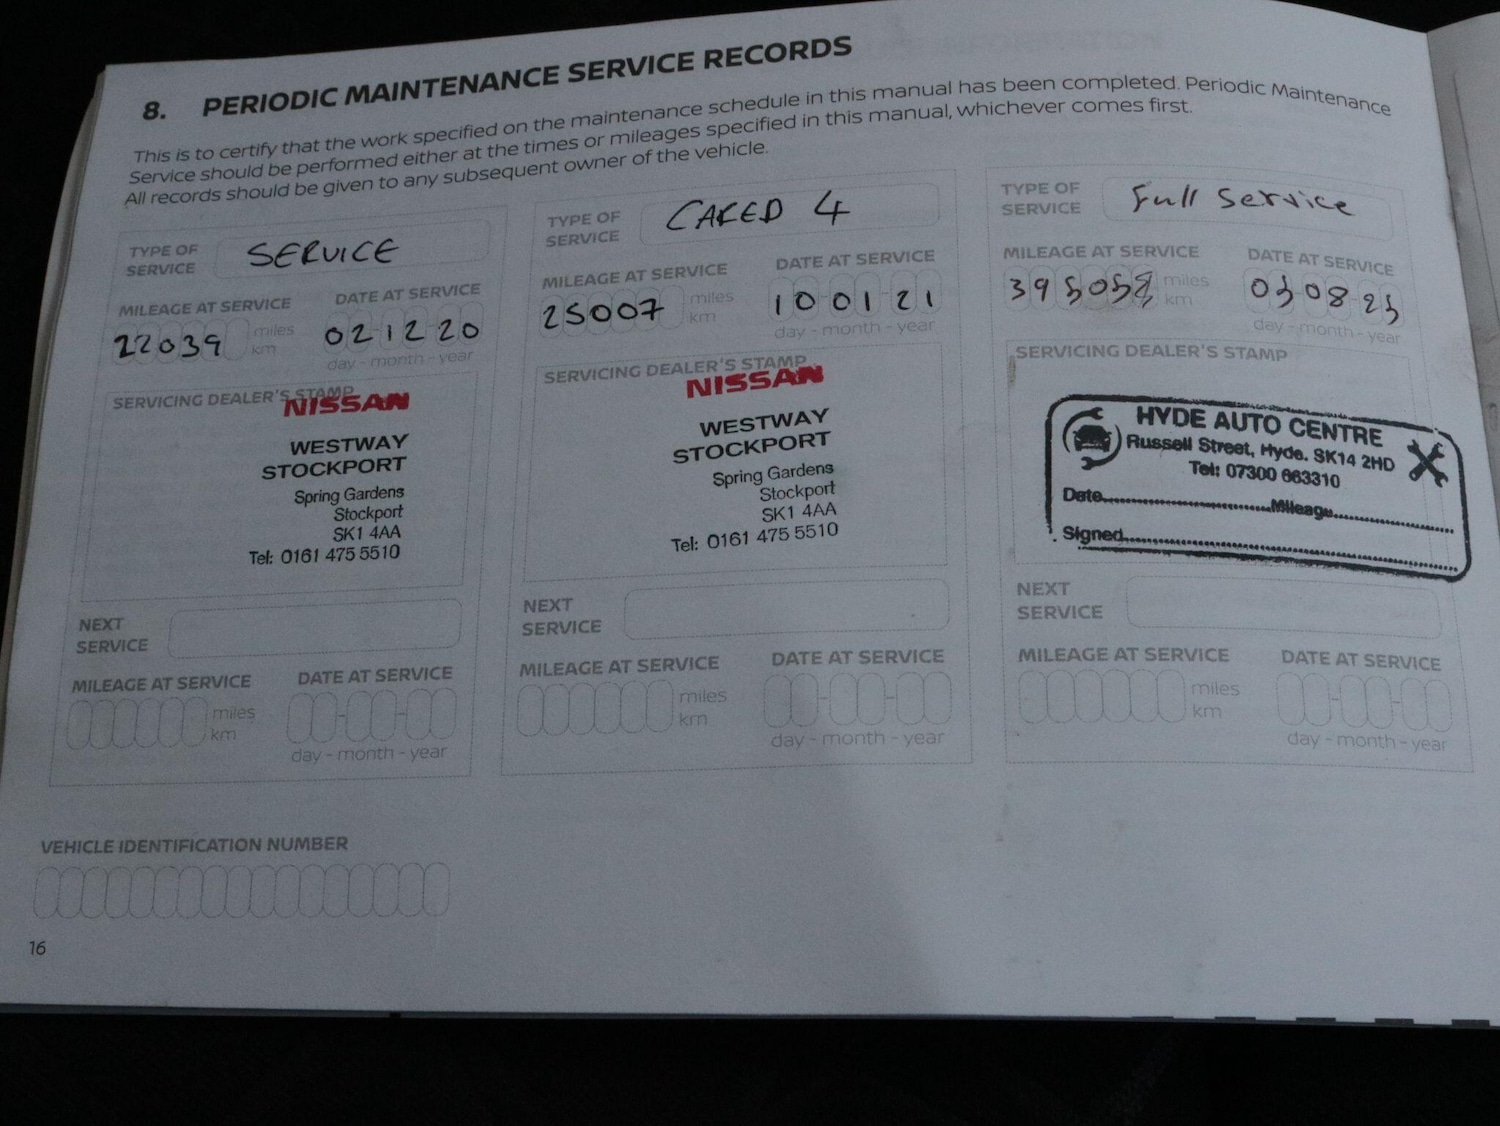 8. PERIODIC MAINTENANCE SERVICE RECORDS
This is to certify that the work specified on the maintenance schedule in this manual has been completed. Periodic Maintenance
Service should be performed either at the times or mileages specified in this manual, whichever comes first.
All records should be given to any subsequent owner of the vehicle.
TYPE OF
SERVICE
SERVICE
MILEAGE AT SERVICE
DATE AT SERVICE
22039
miles
km
02-12-20
day - month - year
SERVICING DEALER'S STAMP
NISSAN
WESTWAY
STOCKPORT
Spring Gardens
Stockport
SK1 4AA
Tel: 0161 475 5510
NEXT
SERVICE
MILEAGE AT SERVICE
DATE AT SERVICE
miles
km
day - month - year
TYPE OF
SERVICE
4
MILEAGE AT SERVICE
DATE AT SERVICE
25007
miles
km
10 01 21
day - month - year
SERVICING DEALER'S STAMP
NISSAN
WESTWAY
STOCKPORT
Spring Gardens
Stockport
SK1 4AA
Tel: 0161 475 5510
NEXT
SERVICE
MILEAGE AT SERVICE
DATE AT SERVICE
miles
km
day - month - year
TYPE OF
SERVICE
Full Service
MILEAGE AT SERVICE
DATE AT SERVICE
miles
km
day - month - year
SERVICING DEALER'S STAMP
HYDE AUTO CENTRE
Russell Street, Hyde. SK14 2HD
Tel: 07300 663310
Date Mileage
Signed
NEXT
SERVICE
MILEAGE AT SERVICE
DATE AT SERVICE
miles
km
day - month - year
VEHICLE IDENTIFICATION NUMBER
16